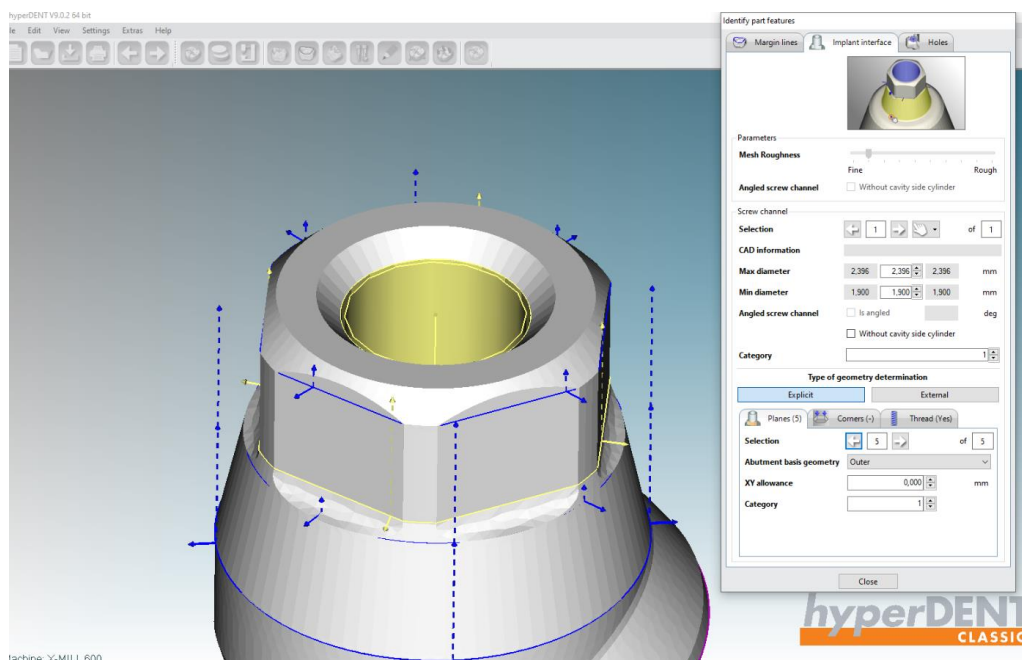 hyperDENT V9.0.2 64 bit
le Edit View Settings Extras Help
Identify part features
Margin lines Implant interface Holes
Parameters
Mesh Roughness
Fine Rough
Angled screw channel Without cavity side cylinder
Screw channel
Selection 1 of 1
CAD information
Max diameter 2,396 2,396 2,396 mm
Min diameter 1,900 1,900 1,900 mm
Angled screw channel Is angled deg
Without cavity side cylinder
Category 1
Type of geometry determination
Explicit External
Planes (5) Corners (-) Thread (Yes)
Selection 5 of 5
Abutment basis geometry Outer
XY allowance 0,000 mm
Category 1
Close
hyperDENT
CLASSIC